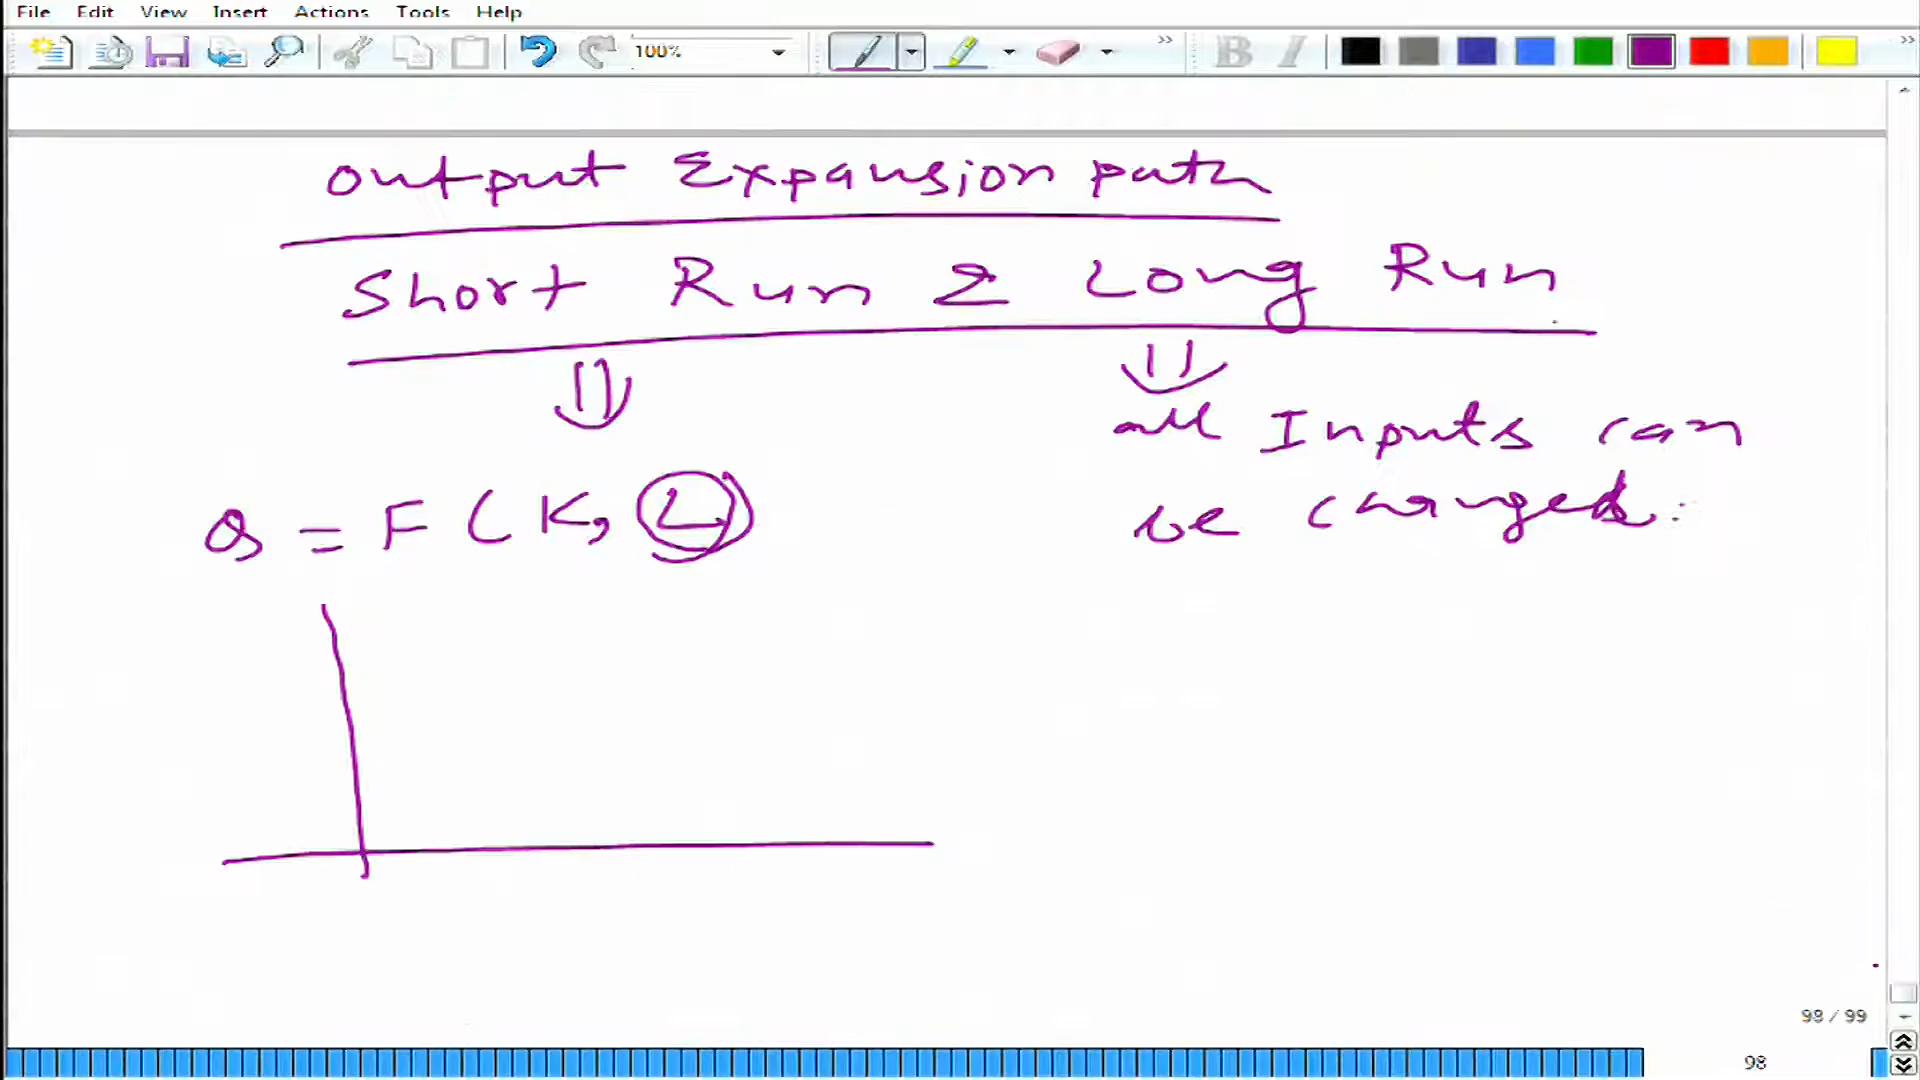 File Edit View Insert Actions Tools Help
100%
B I
output Expansion path
Short Run & Long Run
all Inputs can
be changed.
Q = F (K, L)
98 / 99
98